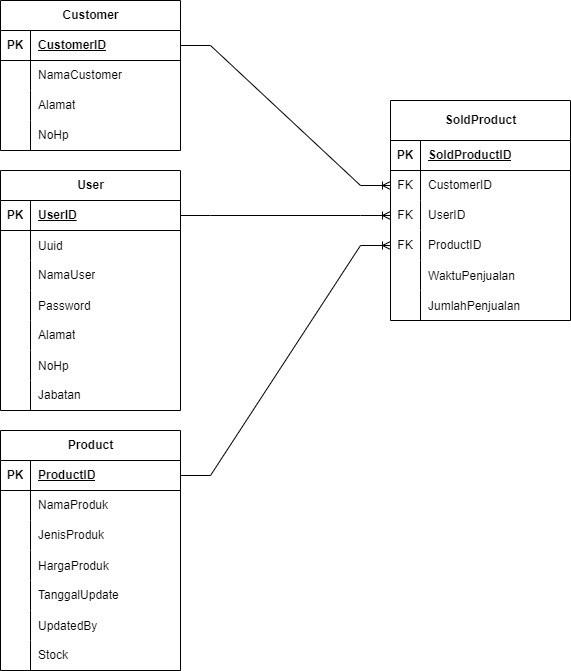 Customer
PK CustomerID
NamaCustomer
Alamat
NoHp
User
PK UserID
Uuid
NamaUser
Password
Alamat
NoHp
Jabatan
Product
PK ProductID
NamaProduk
JenisProduk
HargaProduk
TanggalUpdate
UpdatedBy
Stock
SoldProduct
PK SoldProductID
FK CustomerID
FK UserID
FK ProductID
WaktuPenjualan
JumlahPenjualan